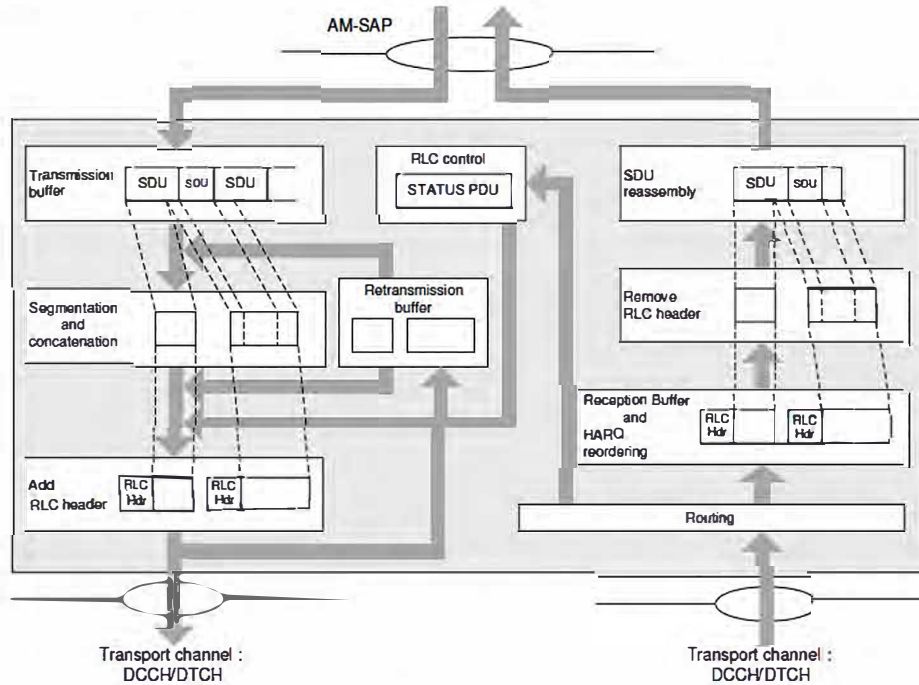 AM-SAP
Transmission
buffer
SDU
SDU
SDU
RLC control
STATUS PDU
SDU
reassembly
SDU
SDU
Segmentation
and
concatenation
Retransmission
buffer
Remove
RLC header
Reception Buffer
and
HARQ
reordering
RLC
Hdr
RLC
Hdr
Add
RLC header
RLC
Hdr
RLC
Hdr
Routing
Transport channel :
DCCH/DTCH
Transport channel :
DCCH/DTCH